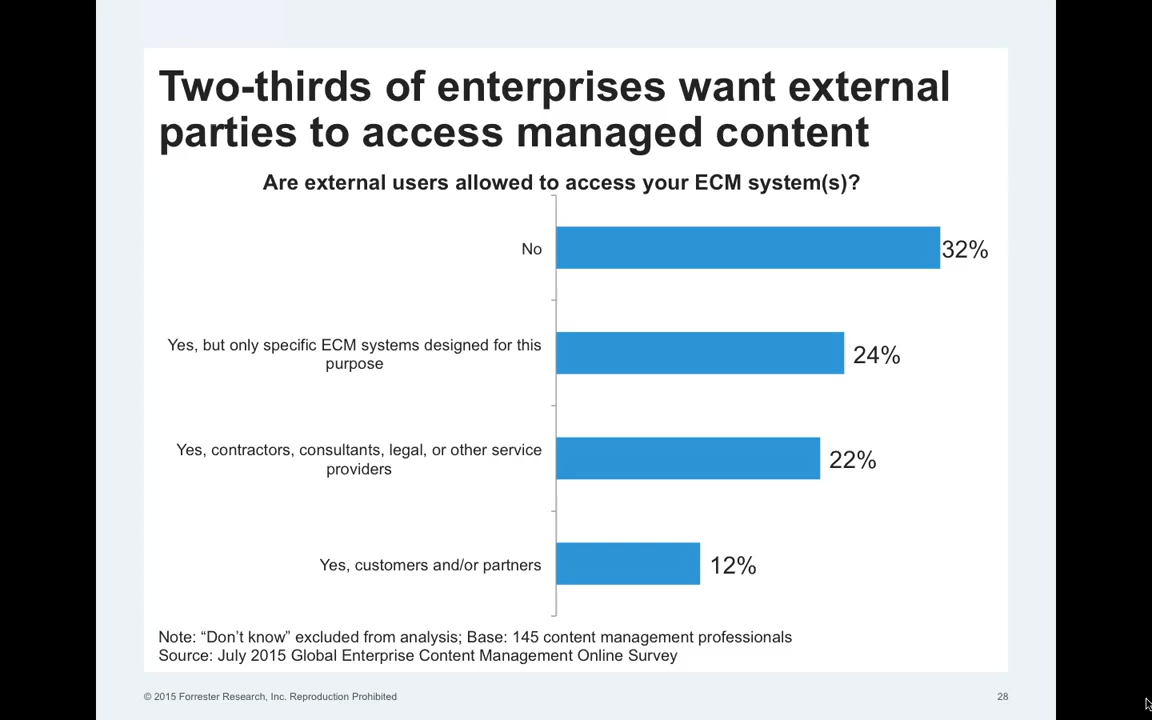 Two-thirds of enterprises want external
parties to access managed content
Are external users allowed to access your ECM system(s)?
No
32%
Yes, but only specific ECM systems designed for this
purpose
24%
Yes, contractors, consultants, legal, or other service
providers
22%
Yes, customers and/or partners
12%
Note: “Don’t know” excluded from analysis; Base: 145 content management professionals
Source: July 2015 Global Enterprise Content Management Online Survey
© 2015 Forrester Research, Inc. Reproduction Prohibited
28